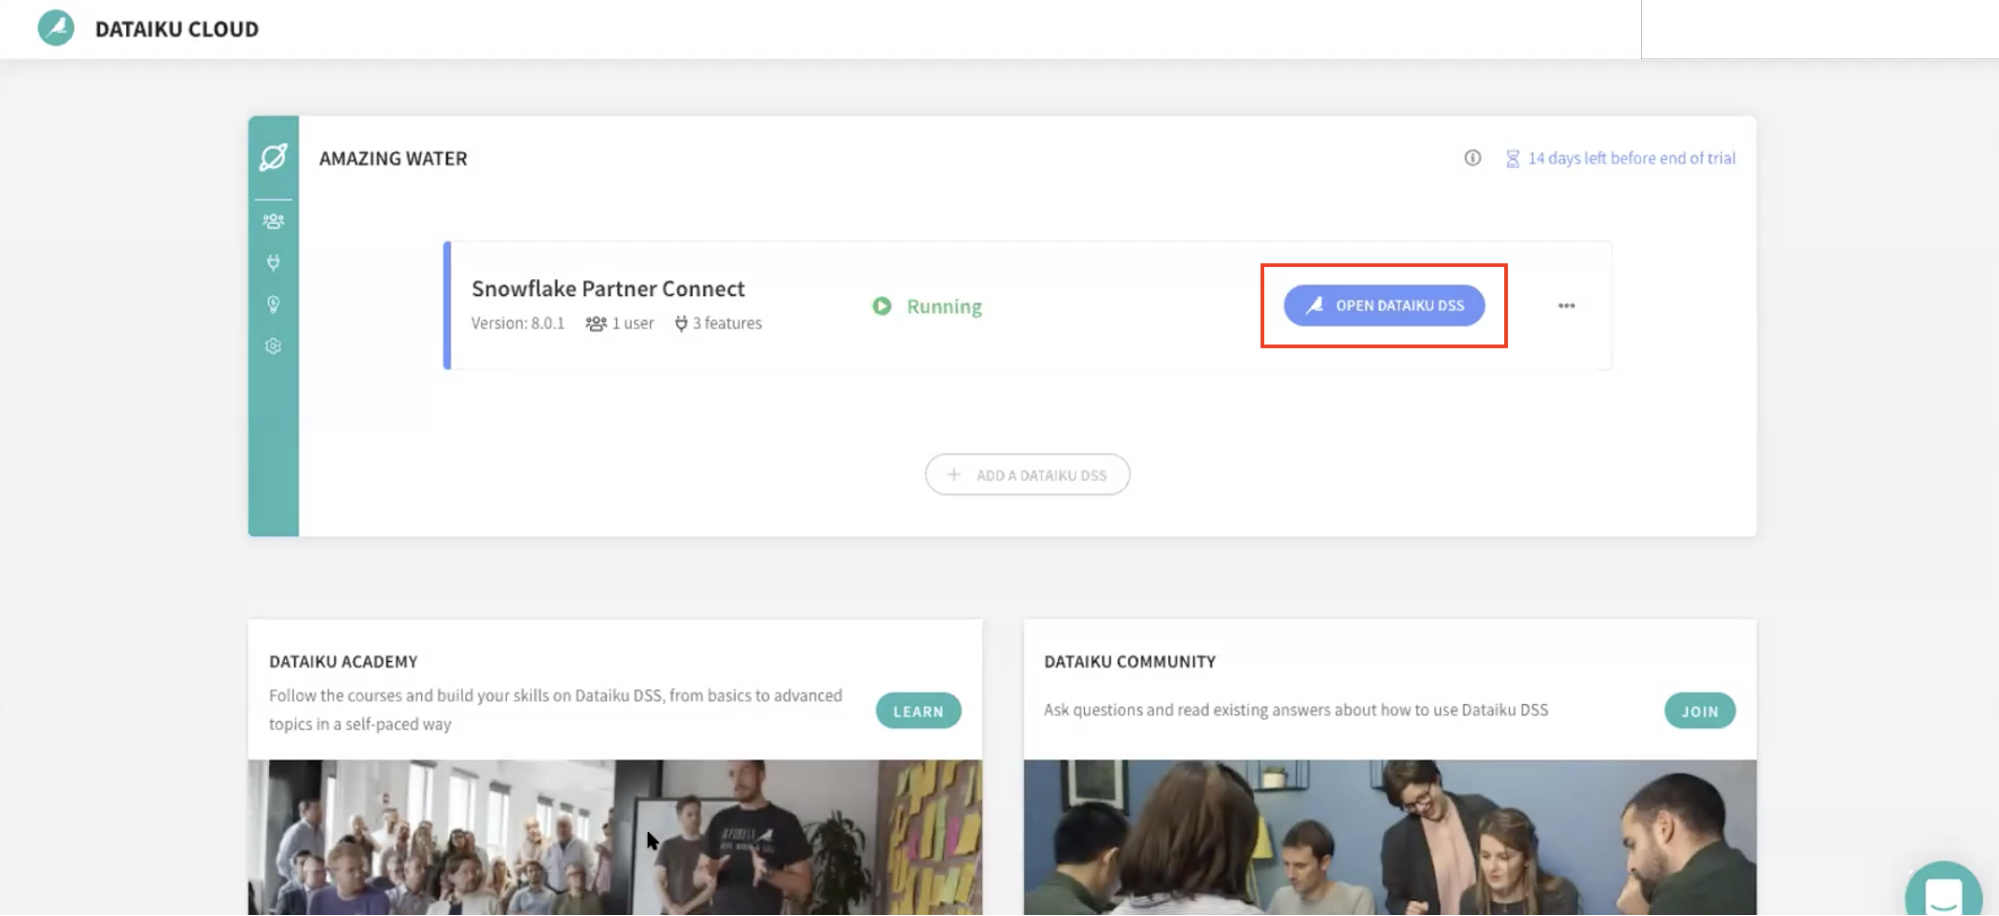 DATAIKU CLOUD
AMAZING WATER
14 days left before end of trial
Snowflake Partner Connect
Version: 8.0.1 1 user 3 features
Running
OPEN DATAIKU DSS
+ ADD A DATAIKU DSS
DATAIKU ACADEMY
Follow the courses and build your skills on Dataiku DSS, from basics to advanced
topics in a self-paced way
LEARN
DATAIKU COMMUNITY
Ask questions and read existing answers about how to use Dataiku DSS
JOIN